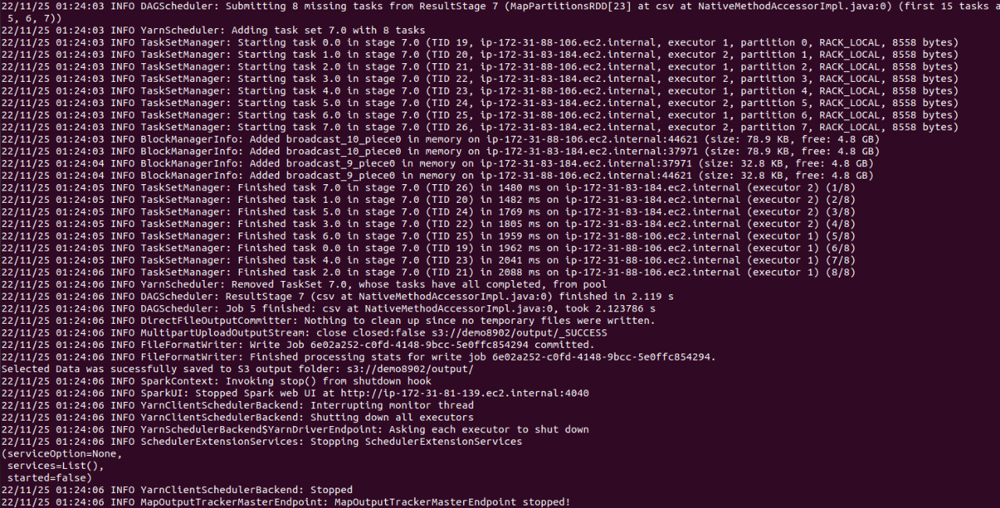 22/11/25 01:24:03 INFO DAGScheduler: Submitting 8 missing tasks from ResultStage 7 (MapPartitionsRDD[23] at csv at NativeMethodAccessorImpl.java:0) (first 15 tasks a
 5, 6, 7))
22/11/25 01:24:03 INFO YarnScheduler: Adding task set 7.0 with 8 tasks
22/11/25 01:24:03 INFO TaskSetManager: Starting task 0.0 in stage 7.0 (TID 19, ip-172-31-88-106.ec2.internal, executor 1, partition 0, RACK_LOCAL, 8558 bytes)
22/11/25 01:24:03 INFO TaskSetManager: Starting task 1.0 in stage 7.0 (TID 20, ip-172-31-83-184.ec2.internal, executor 2, partition 1, RACK_LOCAL, 8558 bytes)
22/11/25 01:24:03 INFO TaskSetManager: Starting task 2.0 in stage 7.0 (TID 21, ip-172-31-88-106.ec2.internal, executor 1, partition 2, RACK_LOCAL, 8558 bytes)
22/11/25 01:24:03 INFO TaskSetManager: Starting task 3.0 in stage 7.0 (TID 22, ip-172-31-83-184.ec2.internal, executor 2, partition 3, RACK_LOCAL, 8558 bytes)
22/11/25 01:24:03 INFO TaskSetManager: Starting task 4.0 in stage 7.0 (TID 23, ip-172-31-88-106.ec2.internal, executor 1, partition 4, RACK_LOCAL, 8558 bytes)
22/11/25 01:24:03 INFO TaskSetManager: Starting task 5.0 in stage 7.0 (TID 24, ip-172-31-83-184.ec2.internal, executor 2, partition 5, RACK_LOCAL, 8558 bytes)
22/11/25 01:24:03 INFO TaskSetManager: Starting task 6.0 in stage 7.0 (TID 25, ip-172-31-88-106.ec2.internal, executor 1, partition 6, RACK_LOCAL, 8558 bytes)
22/11/25 01:24:03 INFO TaskSetManager: Starting task 7.0 in stage 7.0 (TID 26, ip-172-31-83-184.ec2.internal, executor 2, partition 7, RACK_LOCAL, 8558 bytes)
22/11/25 01:24:03 INFO BlockManagerInfo: Added broadcast_10_piece0 in memory on ip-172-31-88-106.ec2.internal:44621 (size: 78.9 KB, free: 4.8 GB)
22/11/25 01:24:03 INFO BlockManagerInfo: Added broadcast_10_piece0 in memory on ip-172-31-83-184.ec2.internal:37971 (size: 78.9 KB, free: 4.8 GB)
22/11/25 01:24:04 INFO BlockManagerInfo: Added broadcast_9_piece0 in memory on ip-172-31-83-184.ec2.internal:37971 (size: 32.8 KB, free: 4.8 GB)
22/11/25 01:24:04 INFO BlockManagerInfo: Added broadcast_9_piece0 in memory on ip-172-31-88-106.ec2.internal:44621 (size: 32.8 KB, free: 4.8 GB)
22/11/25 01:24:05 INFO TaskSetManager: Finished task 7.0 in stage 7.0 (TID 26) in 1480 ms on ip-172-31-83-184.ec2.internal (executor 2) (1/8)
22/11/25 01:24:05 INFO TaskSetManager: Finished task 1.0 in stage 7.0 (TID 20) in 1482 ms on ip-172-31-83-184.ec2.internal (executor 2) (2/8)
22/11/25 01:24:05 INFO TaskSetManager: Finished task 5.0 in stage 7.0 (TID 24) in 1769 ms on ip-172-31-83-184.ec2.internal (executor 2) (3/8)
22/11/25 01:24:05 INFO TaskSetManager: Finished task 3.0 in stage 7.0 (TID 22) in 1805 ms on ip-172-31-83-184.ec2.internal (executor 2) (4/8)
22/11/25 01:24:05 INFO TaskSetManager: Finished task 6.0 in stage 7.0 (TID 25) in 1959 ms on ip-172-31-88-106.ec2.internal (executor 1) (5/8)
22/11/25 01:24:05 INFO TaskSetManager: Finished task 0.0 in stage 7.0 (TID 19) in 1962 ms on ip-172-31-88-106.ec2.internal (executor 1) (6/8)
22/11/25 01:24:05 INFO TaskSetManager: Finished task 4.0 in stage 7.0 (TID 23) in 2041 ms on ip-172-31-88-106.ec2.internal (executor 1) (7/8)
22/11/25 01:24:06 INFO TaskSetManager: Finished task 2.0 in stage 7.0 (TID 21) in 2088 ms on ip-172-31-88-106.ec2.internal (executor 1) (8/8)
22/11/25 01:24:06 INFO YarnScheduler: Removed TaskSet 7.0, whose tasks have all completed, from pool
22/11/25 01:24:06 INFO DAGScheduler: ResultStage 7 (csv at NativeMethodAccessorImpl.java:0) finished in 2.119 s
22/11/25 01:24:06 INFO DAGScheduler: Job 5 finished: csv at NativeMethodAccessorImpl.java:0, took 2.123786 s
22/11/25 01:24:06 INFO DirectFileOutputCommitter: Nothing to clean up since no temporary files were written.
22/11/25 01:24:06 INFO MultipartUploadOutputStream: close closed:false s3://demo8902/output/_SUCCESS
22/11/25 01:24:06 INFO FileFormatWriter: Write Job 6e02a252-c0fd-4148-9bcc-5e0ffc854294 committed.
22/11/25 01:24:06 INFO FileFormatWriter: Finished processing stats for write job 6e02a252-c0fd-4148-9bcc-5e0ffc854294.
Selected Data was sucessfully saved to S3 output folder: s3://demo8902/output/
22/11/25 01:24:06 INFO SparkContext: Invoking stop() from shutdown hook
22/11/25 01:24:06 INFO SparkUI: Stopped Spark web UI at http://ip-172-31-81-139.ec2.internal:4040
22/11/25 01:24:06 INFO YarnClientSchedulerBackend: Interrupting monitor thread
22/11/25 01:24:06 INFO YarnClientSchedulerBackend: Shutting down all executors
22/11/25 01:24:06 INFO YarnSchedulerBackend$YarnDriverEndpoint: Asking each executor to shut down
22/11/25 01:24:06 INFO SchedulerExtensionServices: Stopping SchedulerExtensionServices
(serviceOption=None,
 services=List(),
 started=false)
22/11/25 01:24:06 INFO YarnClientSchedulerBackend: Stopped
22/11/25 01:24:06 INFO MapOutputTrackerMasterEndpoint: MapOutputTrackerMasterEndpoint stopped!